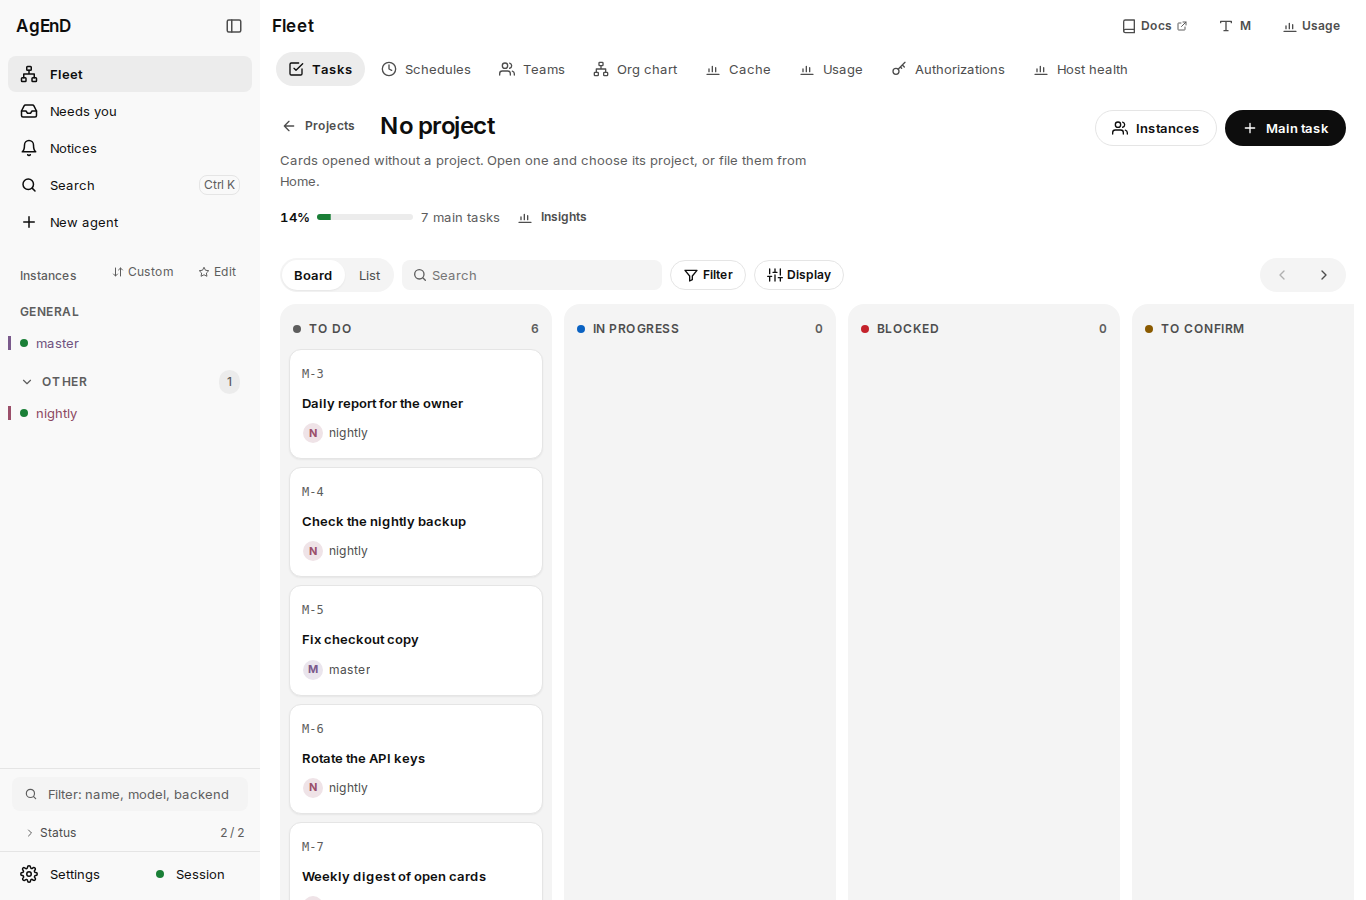 AgEnD
Fleet
Needs you
Notices
Search
Ctrl K
New agent
Instances
Custom
Edit
GENERAL
master
OTHER
1
nightly
Filter: name, model, backend
Status
2 / 2
Settings
Session
Fleet
Docs
M
Usage
Tasks
Schedules
Teams
Org chart
Cache
Usage
Authorizations
Host health
Projects
No project
Instances
Main task
Cards opened without a project. Open one and choose its project, or file them from
Home.
14%
7 main tasks
Insights
Board
List
Search
Filter
Display
TO DO
6
M-3
Daily report for the owner
N
nightly
M-4
Check the nightly backup
N
nightly
M-5
Fix checkout copy
M
master
M-6
Rotate the API keys
N
nightly
M-7
Weekly digest of open cards
IN PROGRESS
0
BLOCKED
0
TO CONFIRM